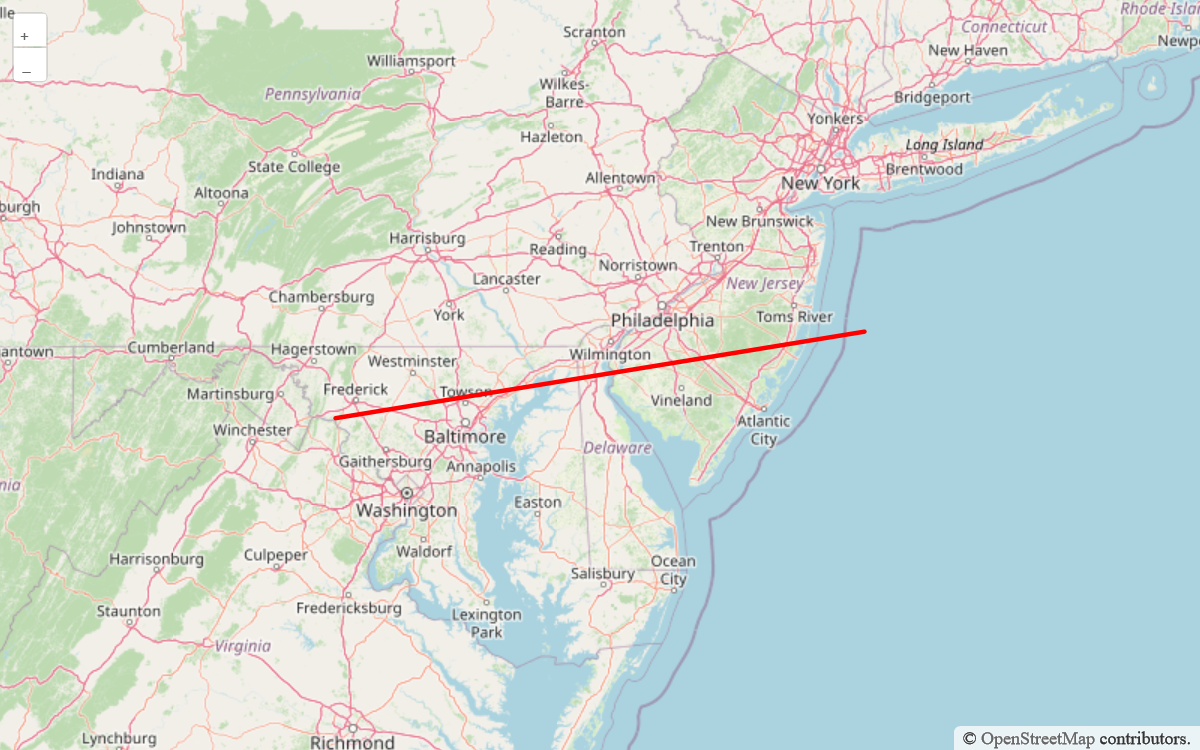 lle
+
–
Scranton
Connecticut
Rhode Islan
Newpo
New Haven
Williamsport
Wilkes-
Barre
Pennsylvania
Bridgeport
Yonkers
Hazleton
Long Island
State College
Brentwood
Indiana
Allentown
New York
Altoona
burgh
New Brunswick
Johnstown
Harrisburg
Reading
Trenton
Norristown
Lancaster
New Jersey
Chambersburg
York
Toms River
Philadelphia
antown
Cumberland
Hagerstown
Westminster
Wilmington
Martinsburg
Frederick
Towson
Vineland
Winchester
Baltimore
Atlantic
City
Delaware
Gaithersburg
Annapolis
nia
Washington
Easton
Waldorf
Harrisonburg
Culpeper
Ocean
City
Salisbury
Staunton
Fredericksburg
Lexington
Park
Virginia
Lynchburg
Richmond
© OpenStreetMap contributors.